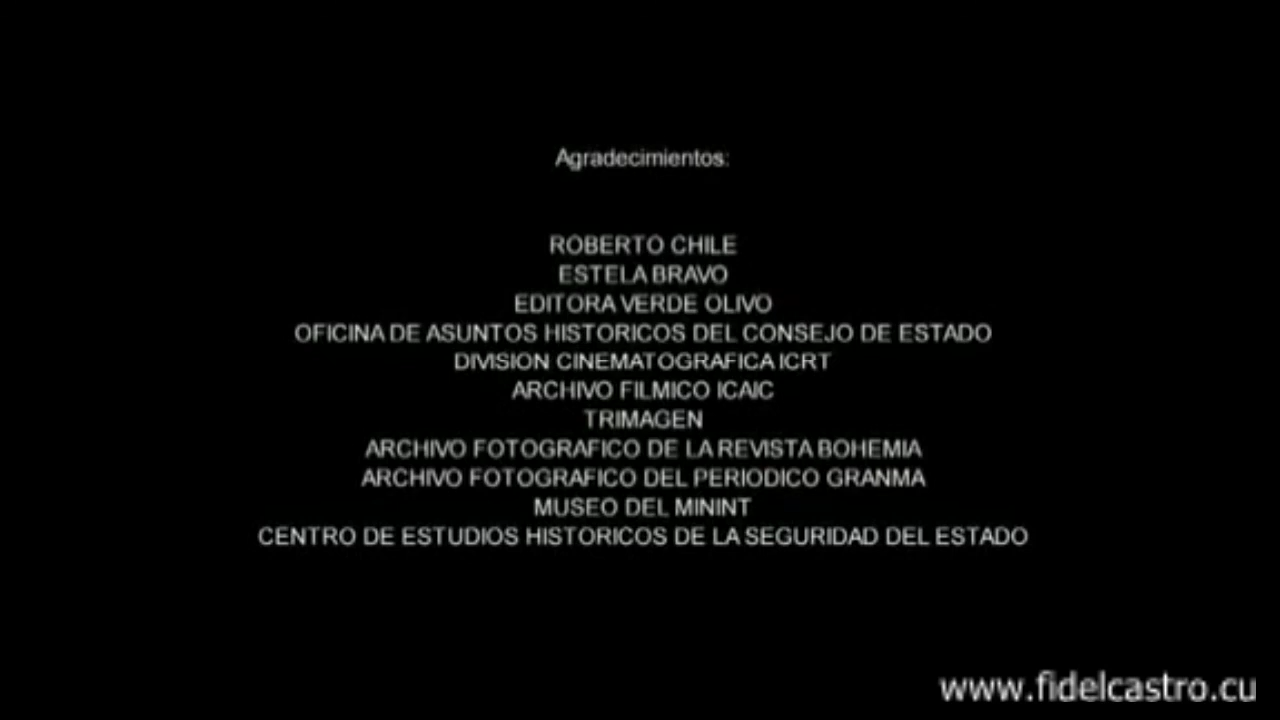 Agradecimientos:
ROBERTO CHILE
ESTELA BRAVO
EDITORA VERDE OLIVO
OFICINA DE ASUNTOS HISTORICOS DEL CONSEJO DE ESTADO
DIVISION CINEMATOGRAFICA ICRT
ARCHIVO FILMICO ICAIC
TRIMAGEN
ARCHIVO FOTOGRAFICO DE LA REVISTA BOHEMIA
ARCHIVO FOTOGRAFICO DEL PERIODICO GRANMA
MUSEO DEL MININT
CENTRO DE ESTUDIOS HISTORICOS DE LA SEGURIDAD DEL ESTADO
www.fidelcastro.cu